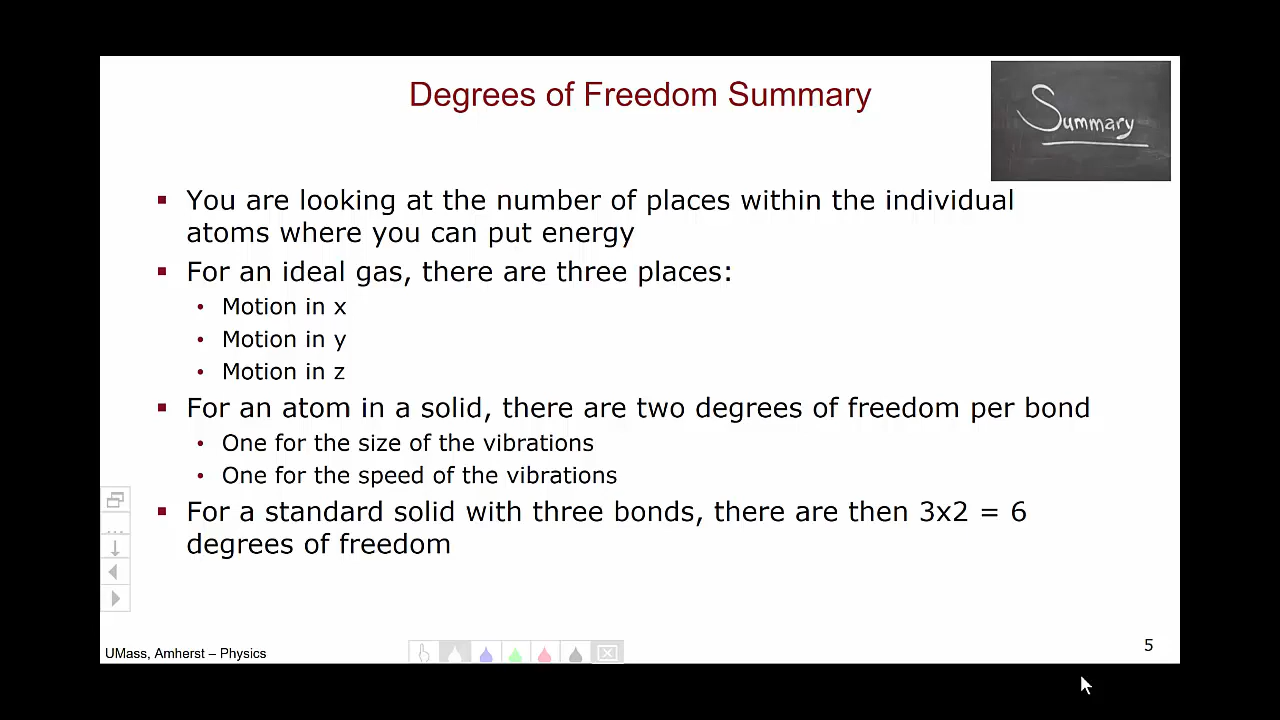 Degrees of Freedom Summary
Summary
▪ You are looking at the number of places within the individual
atoms where you can put energy
▪ For an ideal gas, there are three places:
• Motion in x
• Motion in y
• Motion in z
▪ For an atom in a solid, there are two degrees of freedom per bond
• One for the size of the vibrations
• One for the speed of the vibrations
▪ For a standard solid with three bonds, there are then 3x2 = 6
degrees of freedom
UMass, Amherst – Physics
5